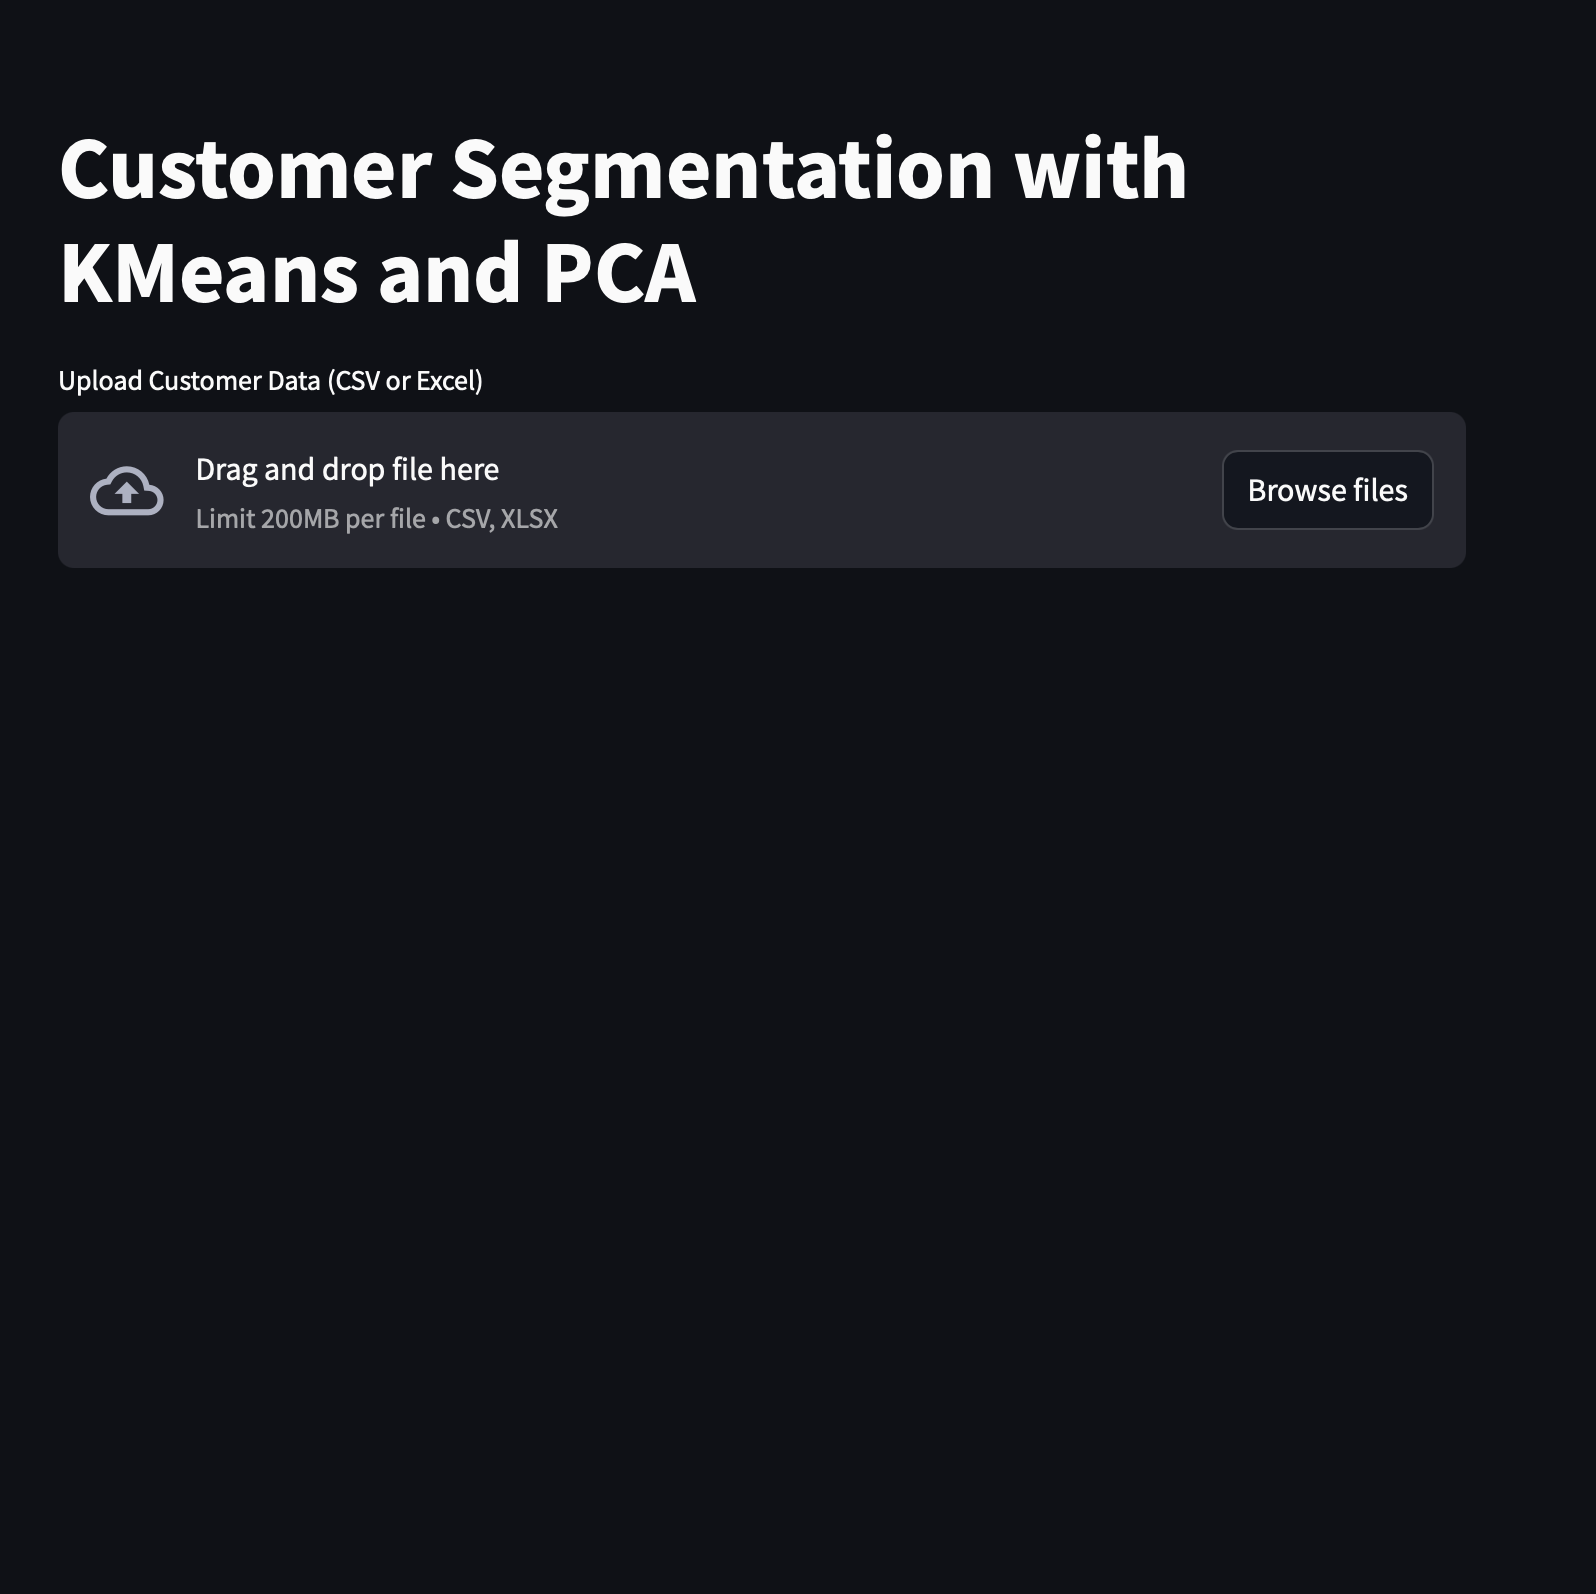 Customer Segmentation with
KMeans and PCA
Upload Customer Data (CSV or Excel)
Drag and drop file here
Limit 200MB per file • CSV, XLSX
Browse files